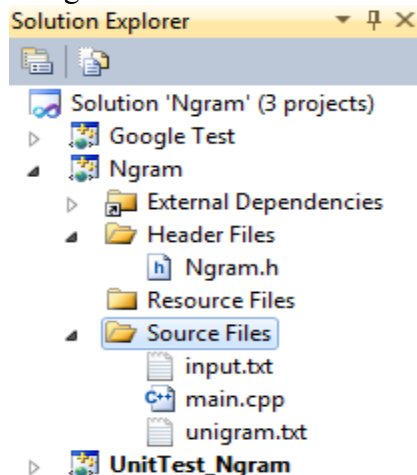 Solution Explorer
Solution 'Ngram' (3 projects)
Google Test
Ngram
External Dependencies
Header Files
Ngram.h
Resource Files
Source Files
input.txt
main.cpp
unigram.txt
UnitTest_Ngram